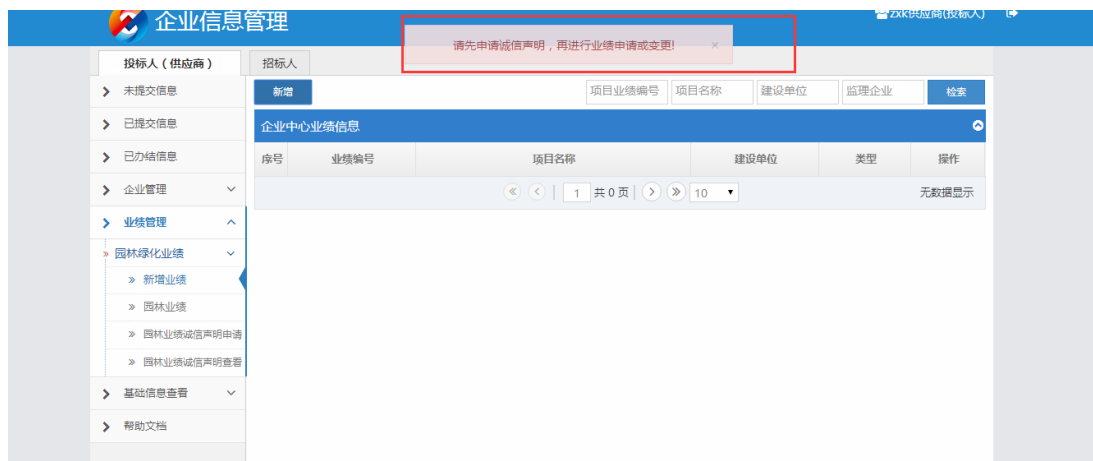 企业信息管理
zxk供应商(投标人)
请先申请诚信声明，再进行业绩申请或变更! ×
投标人（供应商） 招标人
未提交信息
新增 项目业绩编号 项目名称 建设单位 监理企业 检索
已提交信息
企业中心业绩信息
已办结信息
序号 业绩编号 项目名称 建设单位 类型 操作
企业管理
1 共 0 页 10 无数据显示
业绩管理
园林绿化业绩
新增业绩
园林业绩
园林业绩诚信声明申请
园林业绩诚信声明查看
基础信息查看
帮助文档